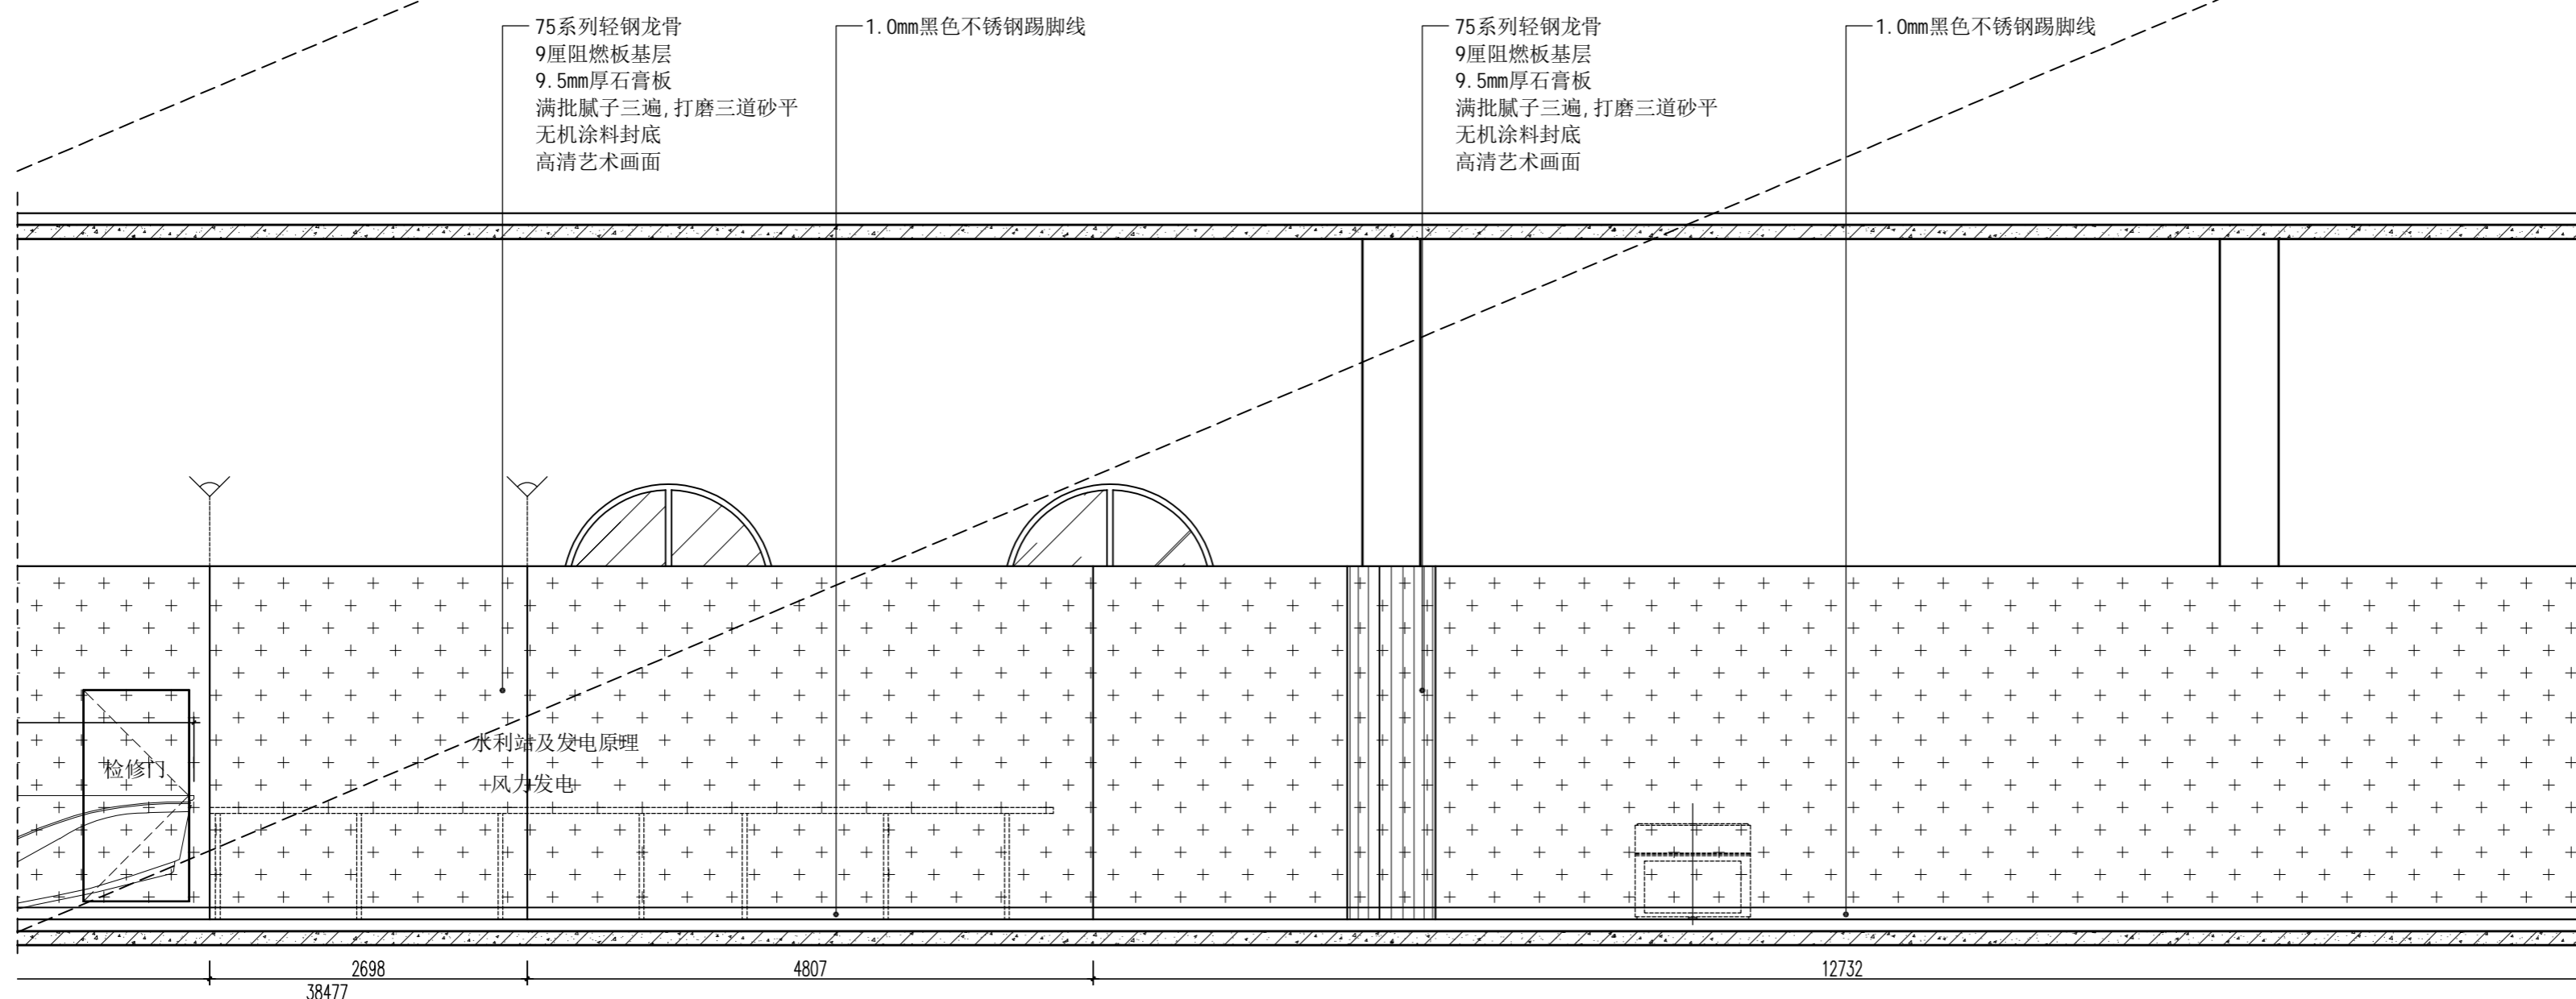 75系列轻钢龙骨
9厘阻燃板基层
9.5mm厚石膏板
满批腻子三遍,打磨三道砂平
无机涂料封底
高清艺术画面
1.0mm黑色不锈钢踢脚线
75系列轻钢龙骨
9厘阻燃板基层
9.5mm厚石膏板
满批腻子三遍,打磨三道砂平
无机涂料封底
高清艺术画面
1.0mm黑色不锈钢踢脚线
水利站及发电原理
风力发电
检修门
2698
4807
12732
38477